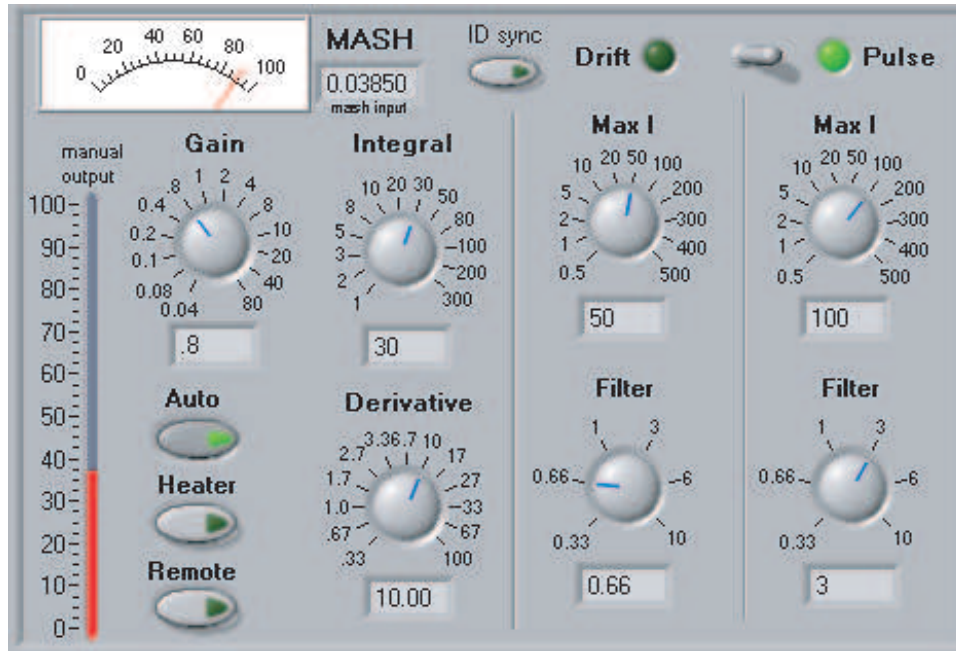 0 20 40 60 80 100
MASH
0.03850
mash input
ID sync
Drift
Pulse
manual
output
100
90
80
70
60
50
40
30
20
10
0
Gain
0.04 0.08 0.1 0.2 0.4 .8 1 2 4 8 10 20 40 80
.8
Auto
Heater
Remote
Integral
1 2 3 5 8 10 20 30 50 80 100 200 300
30
Derivative
.33 .67 1.0 1.7 2.7 3.3 6.7 10 17 27 33 67 100
10.00
Max I
0.5 1 2 5 10 20 50 100 200 300 400 500
50
Filter
0.33 0.66 1 3 6 10
0.66
Max I
0.5 1 2 5 10 20 50 100 200 300 400 500
100
Filter
0.33 0.66 1 3 6 10
3